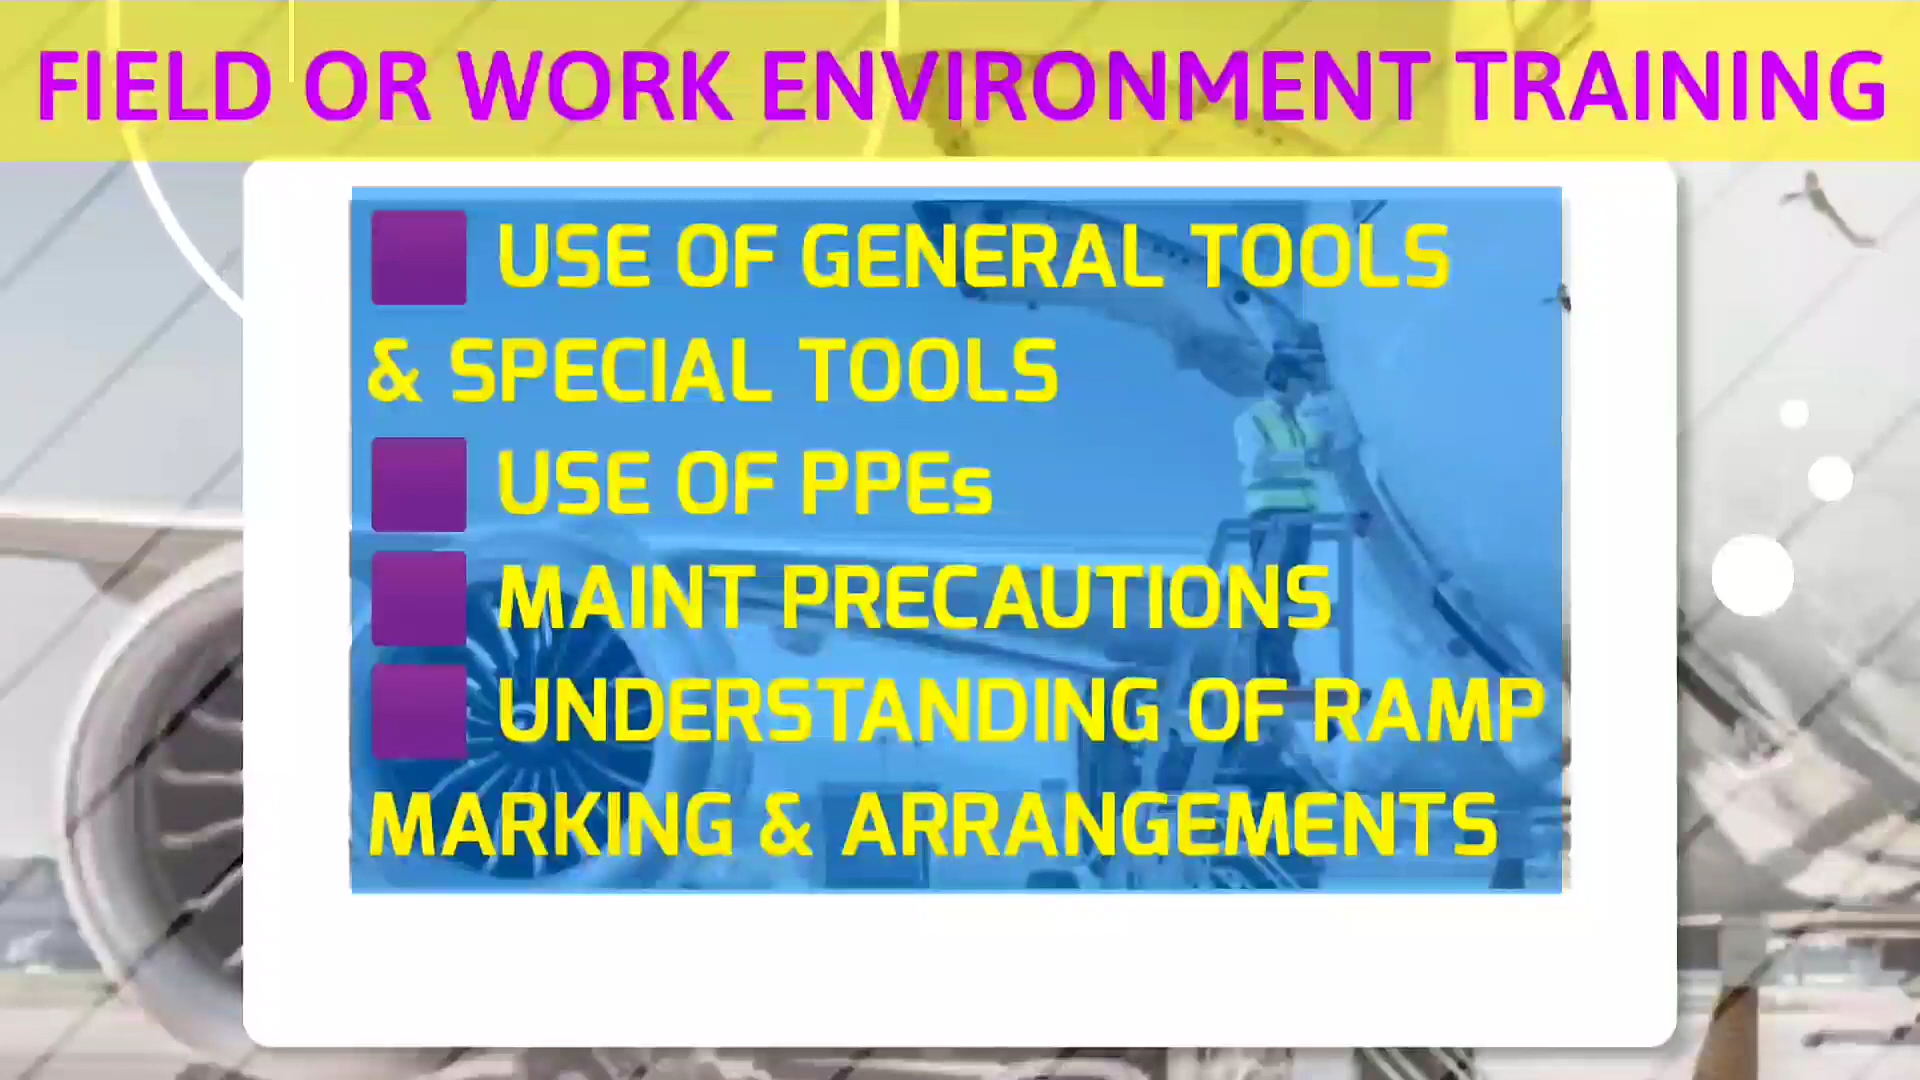 FIELD OR WORK ENVIRONMENT TRAINING
USE OF GENERAL TOOLS
& SPECIAL TOOLS
USE OF PPEs
MAINT PRECAUTIONS
UNDERSTANDING OF RAMP
MARKING & ARRANGEMENTS